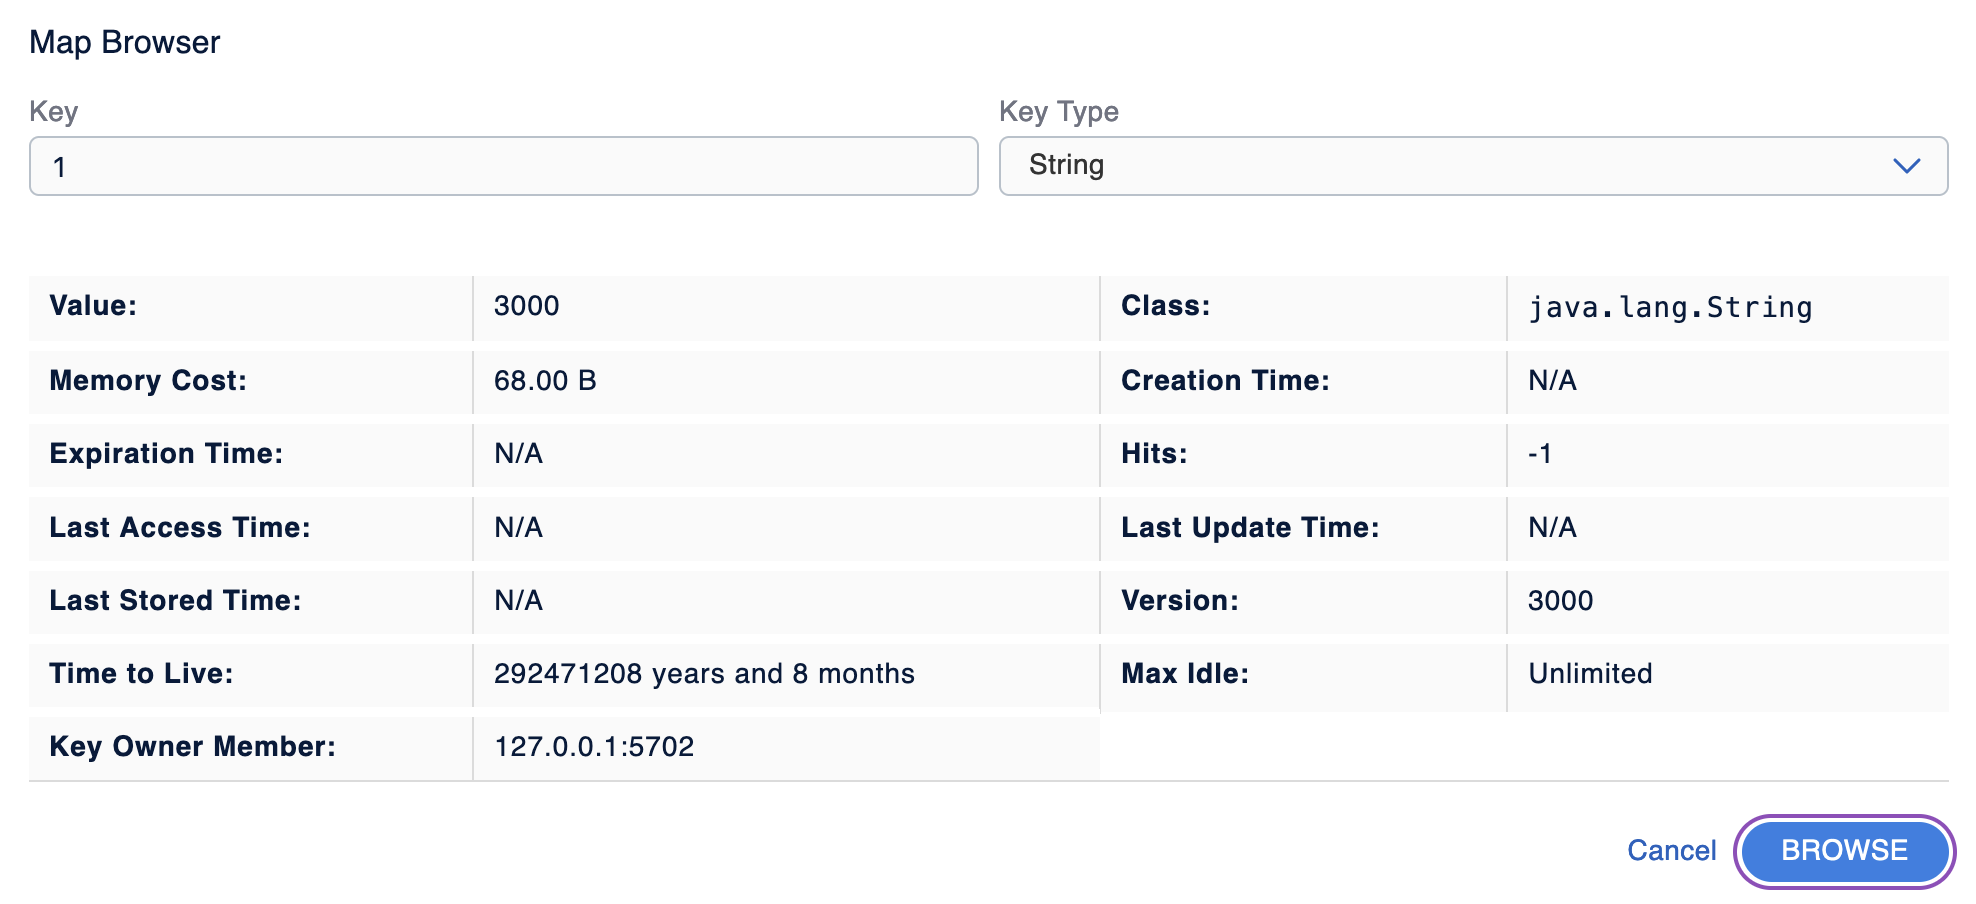 Map Browser
Key Key Type
1 String
Value: 3000 Class: java.lang.String
Memory Cost: 68.00 B Creation Time: N/A
Expiration Time: N/A Hits: -1
Last Access Time: N/A Last Update Time: N/A
Last Stored Time: N/A Version: 3000
Time to Live: 292471208 years and 8 months Max Idle: Unlimited
Key Owner Member: 127.0.0.1:5702
Cancel BROWSE